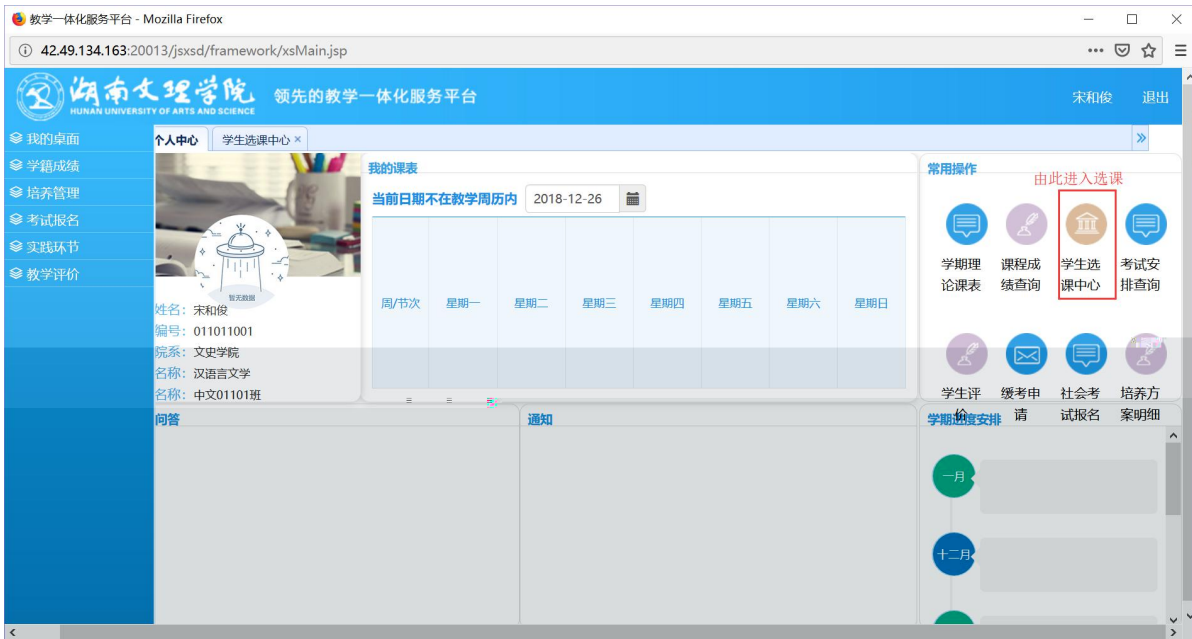 教学一体化服务平台 - Mozilla Firefox
42.49.134.163:20013/jsxsd/framework/xsMain.jsp
湖南文理学院
HUNAN UNIVERSITY OF ARTS AND SCIENCE
领先的教学一体化服务平台
宋和俊 退出
我的桌面
学籍成绩
培养管理
考试报名
实践环节
教学评价
个人中心 学生选课中心 ×
暂无数据
姓名：宋和俊
编号：011011001
院系：文史学院
名称：汉语言文学
名称：中文01101班
我的课表
当前日期不在教学周历内 2018-12-26
周/节次 星期一 星期二 星期三 星期四 星期五 星期六 星期日
常用操作
由此进入选课
学期理论课表
课程成绩查询
学生选课中心
考试安排查询
学生评价
缓考申请
社会考试报名
培养方案明细
问答
通知
学期进度安排
一月
十二月